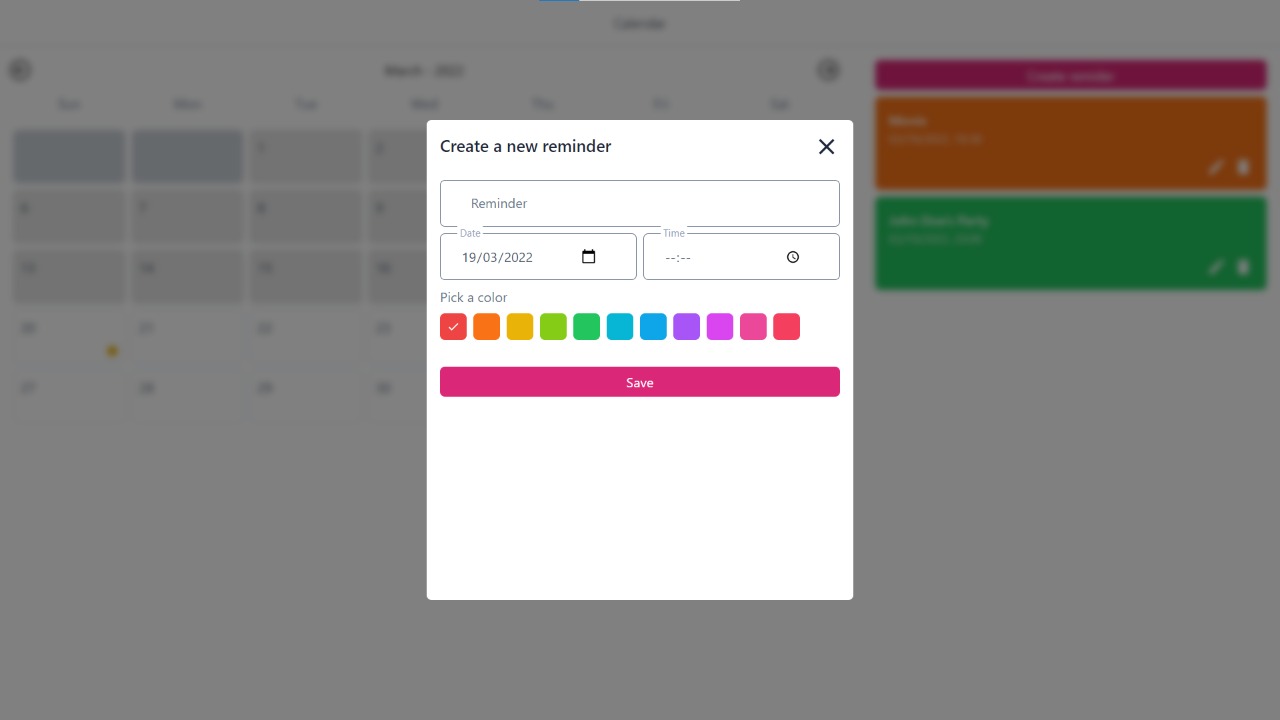 Calendar
March - 2022
Create reminder
Sun Mon Tue Wed Thu Fri Sat
1 2
6 7 8 9
13 14 15 16
20 21 22 23
27 28 29 30
John Doe's Party
Create a new reminder
Reminder
Date
19/03/2022
Time
--:--
Pick a color
Save